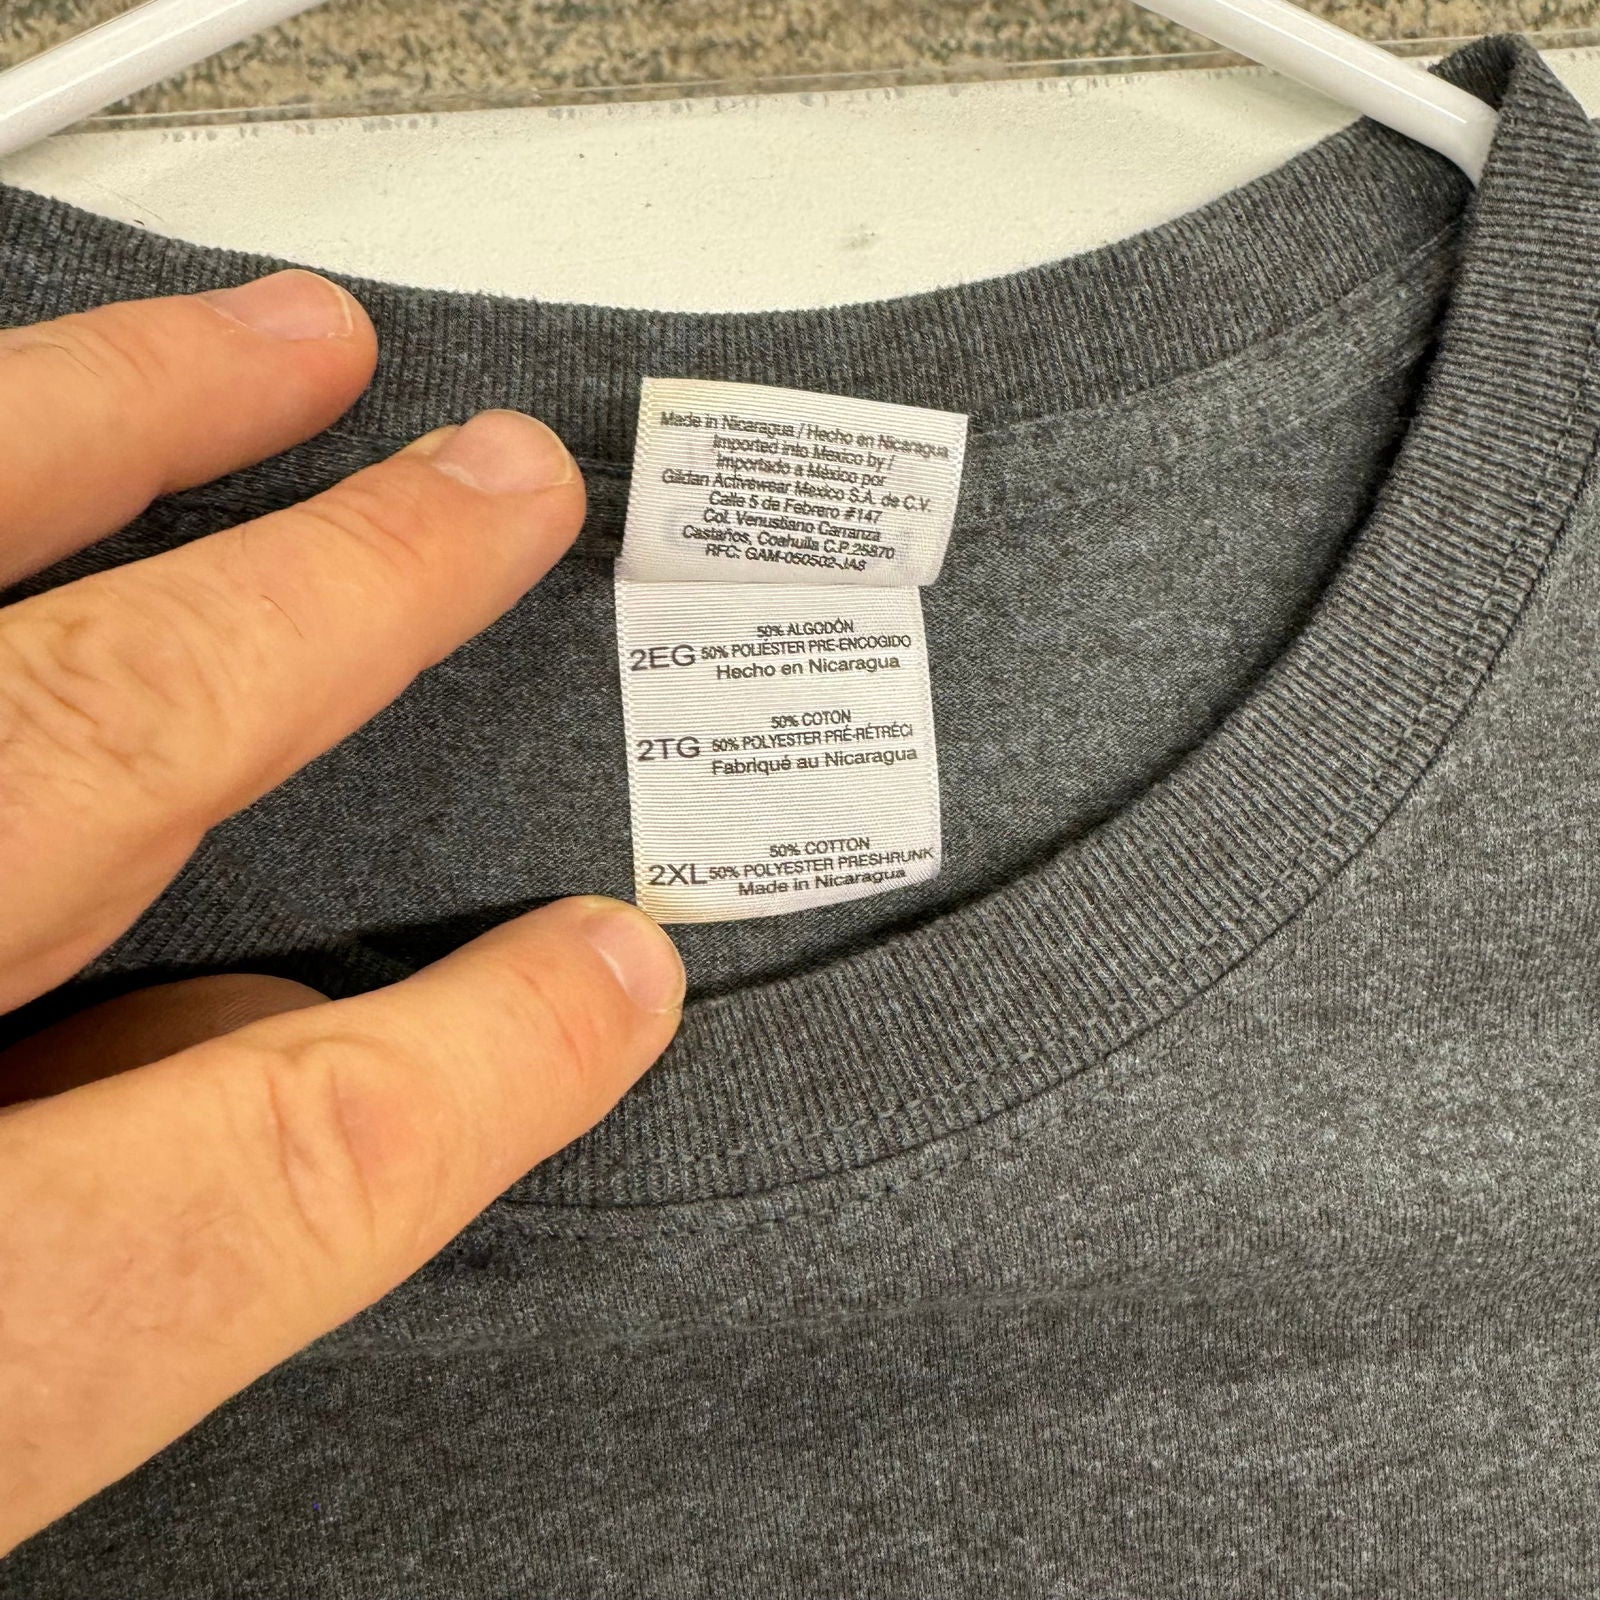 Made in Nicaragua / Hecho en Nicaragua
Imported into Mexico by /
Importado a México por
Gildan Activewear Mexico S.A. de C.V.
Calle 5 de Febrero #147
Col. Venustiano Carranza
Castaños, Coahuila C.P. 25870
RFC: GAM-050502-JA8
50% ALGODÓN
2EG 50% POLIÉSTER PRE-ENCOGIDO
Hecho en Nicaragua
50% COTON
2TG 50% POLYESTER PRÉ-RÉTRÉCI
Fabriqué au Nicaragua
50% COTTON
2XL 50% POLYESTER PRESHRUNK
Made in Nicaragua